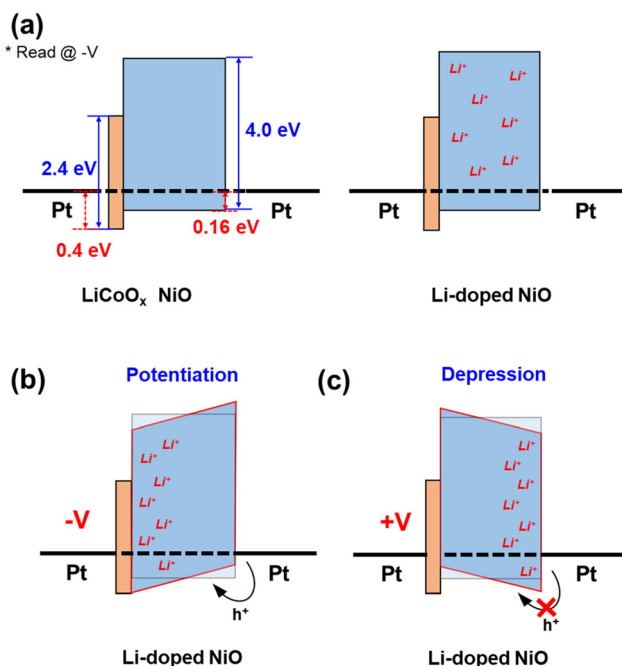 (a)
* Read @ -V
2.4 eV
4.0 eV
Pt
Pt
0.4 eV
0.16 eV
LiCoOₓ NiO
Li⁺
Li⁺
Li⁺
Li⁺
Li⁺
Li⁺
Li⁺
Pt
Pt
Li-doped NiO
(b)
Potentiation
Li⁺
Li⁺
Li⁺
Li⁺
Li⁺
Li⁺
Li⁺
-V
Pt
Pt
h⁺
Li-doped NiO
(c)
Depression
Li⁺
Li⁺
Li⁺
Li⁺
Li⁺
Li⁺
Li⁺
+V
Pt
Pt
h⁺
Li-doped NiO